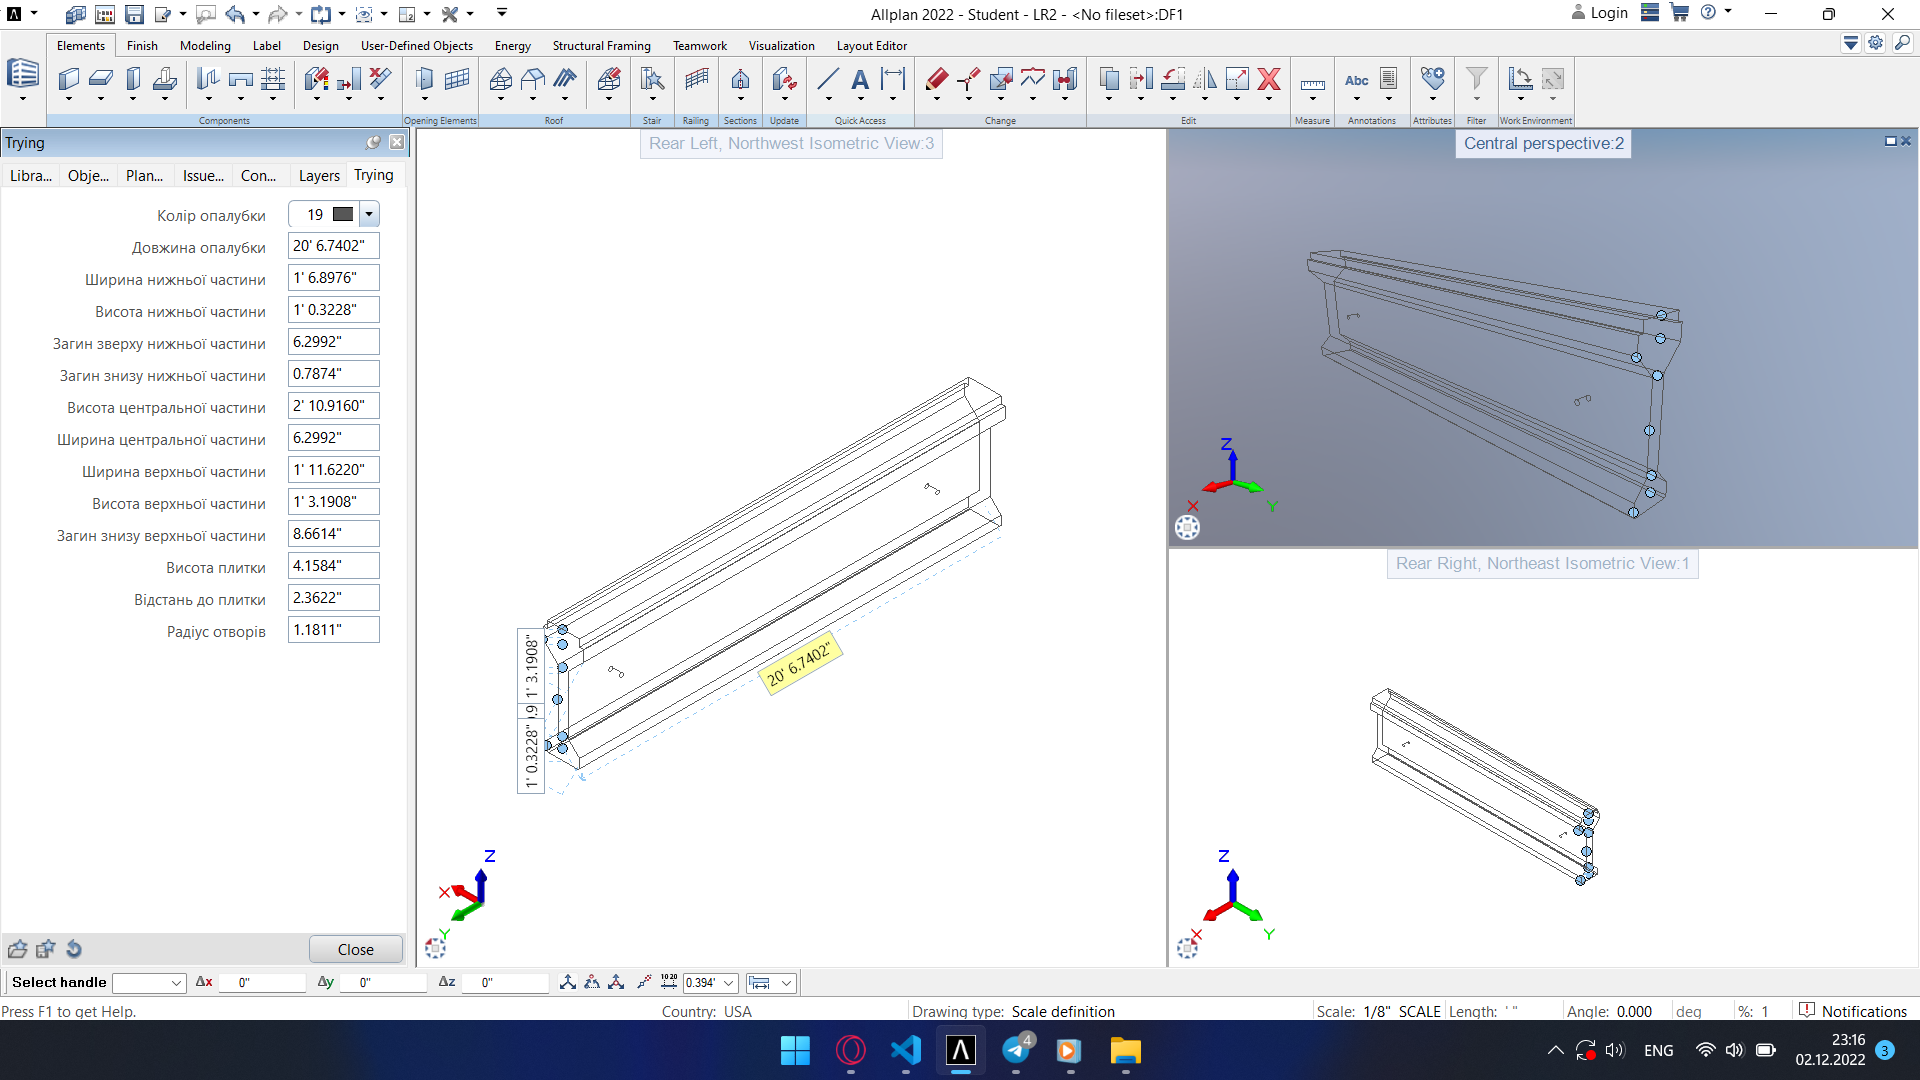 Allplan 2022 - Student - LR2 - <No fileset>:DF1
Login
Elements Finish Modeling Label Design User-Defined Objects Energy Structural Framing Teamwork Visualization Layout Editor
A Abc
Components Opening Elements Roof Stair Railing Sections Update Quick Access Change Edit Measure Annotations Attributes Filter Work Environment
Trying
Libra... Obje... Plan... Issue... Con... Layers Trying
Колір опалубки 19
Довжина опалубки 20' 6.7402"
Ширина нижньої частини 1' 6.8976"
Висота нижньої частини 1' 0.3228"
Загин зверху нижньої частини 6.2992"
Загин знизу нижньої частини 0.7874"
Висота центральної частини 2' 10.9160"
Ширина центральної частини 6.2992"
Ширина верхньої частини 1' 11.6220"
Висота верхньої частини 1' 3.1908"
Загин знизу верхньої частини 8.6614"
Висота плитки 4.1584"
Відстань до плитки 2.3622"
Радіус отворів 1.1811"
Close
Rear Left, Northwest Isometric View:3
1' 3.1908"
1' 0.3228"
20' 6.7402"
Z
X
Y
Central perspective:2
Z
X
Y
Rear Right, Northeast Isometric View:1
Z
X
Y
Select handle Δx 0" Δy 0" Δz 0" 10 20 0.394'
Press F1 to get Help. Country: USA Drawing type: Scale definition Scale: 1/8" SCALE Length: ' " Angle: 0.000 deg %: 1 Notifications
4
ENG
23:16
02.12.2022
3